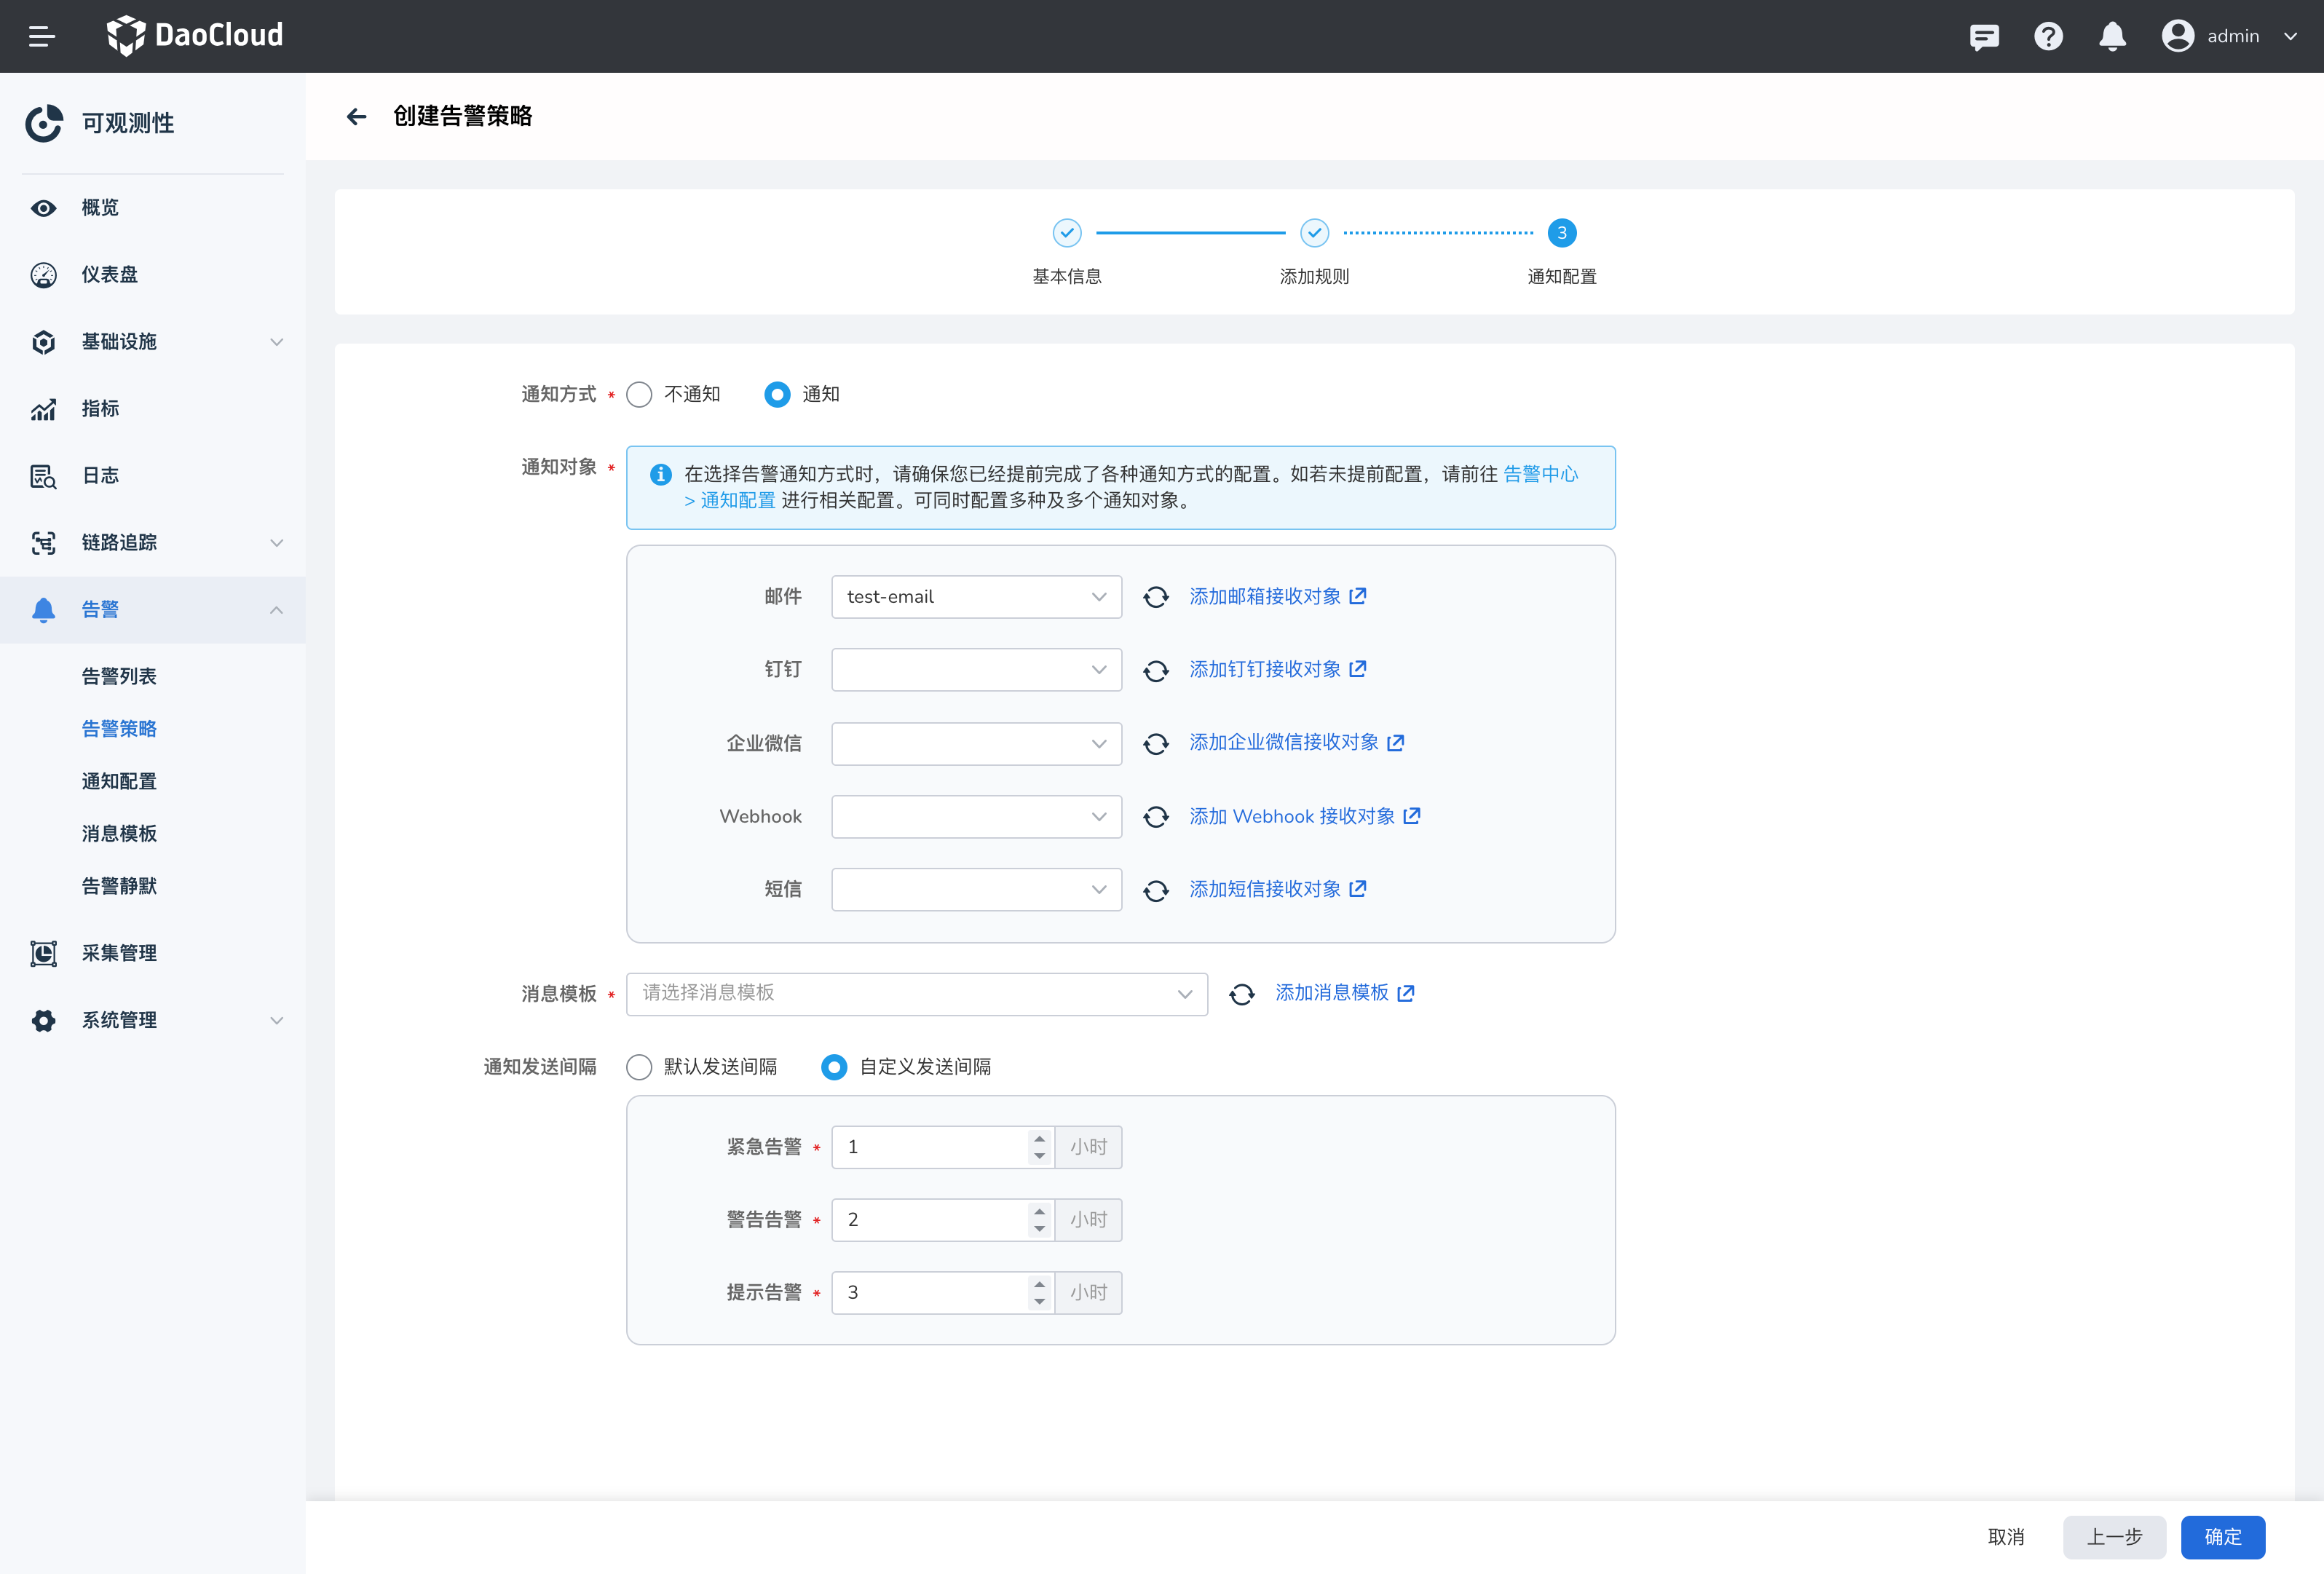 DaoCloud
admin
可观测性
概览
仪表盘
基础设施
指标
日志
链路追踪
告警
告警列表
告警策略
通知配置
消息模板
告警静默
采集管理
系统管理
创建告警策略
3
基本信息
添加规则
通知配置
通知方式 * 不通知 通知
通知对象 *
在选择告警通知方式时，请确保您已经提前完成了各种通知方式的配置。如若未提前配置，请前往 告警中心
> 通知配置 进行相关配置。可同时配置多种及多个通知对象。
邮件 test-email 添加邮箱接收对象
钉钉 添加钉钉接收对象
企业微信 添加企业微信接收对象
Webhook 添加 Webhook 接收对象
短信 添加短信接收对象
消息模板 * 请选择消息模板 添加消息模板
通知发送间隔 默认发送间隔 自定义发送间隔
紧急告警 * 1 小时
警告告警 * 2 小时
提示告警 * 3 小时
取消 上一步 确定